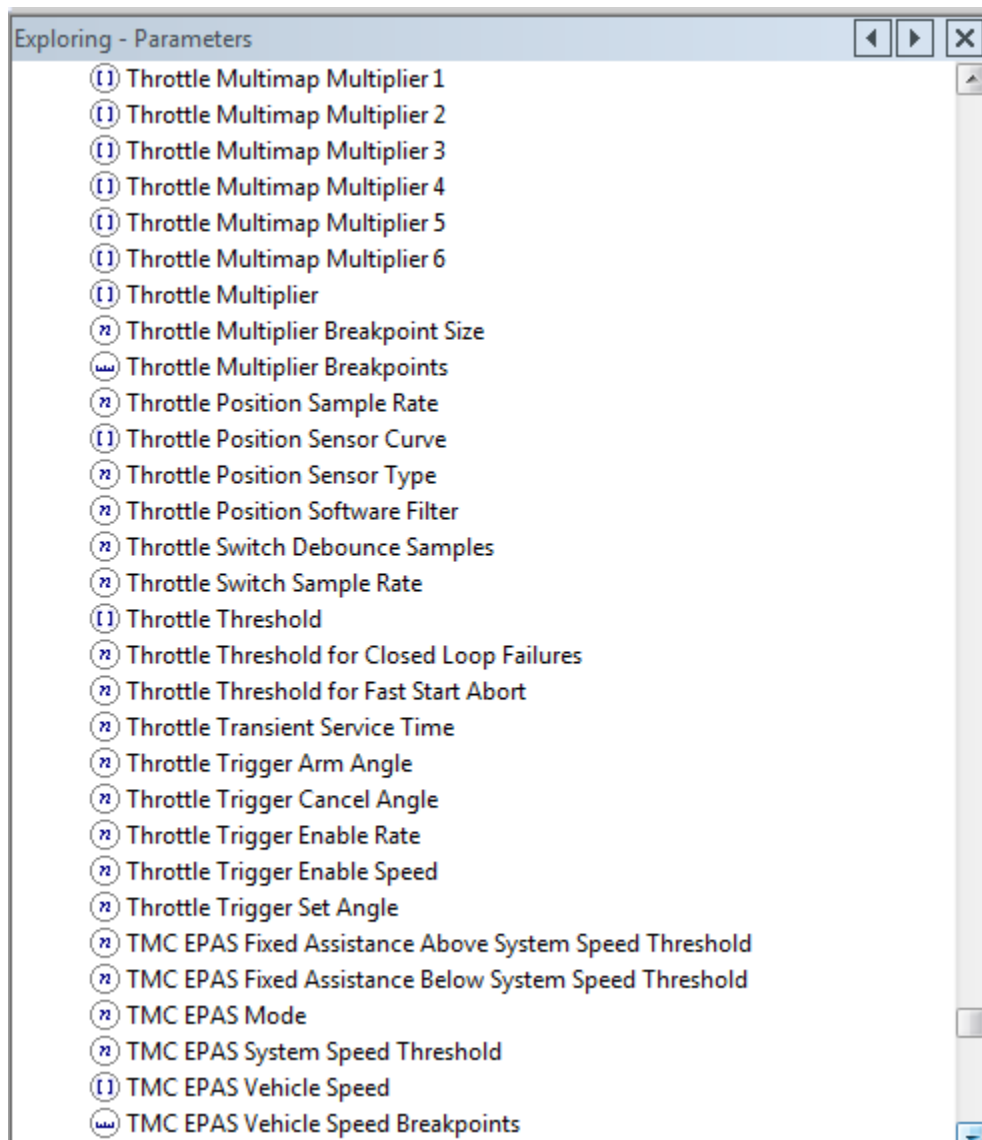 Exploring - Parameters
Throttle Multimap Multiplier 1
Throttle Multimap Multiplier 2
Throttle Multimap Multiplier 3
Throttle Multimap Multiplier 4
Throttle Multimap Multiplier 5
Throttle Multimap Multiplier 6
Throttle Multiplier
Throttle Multiplier Breakpoint Size
Throttle Multiplier Breakpoints
Throttle Position Sample Rate
Throttle Position Sensor Curve
Throttle Position Sensor Type
Throttle Position Software Filter
Throttle Switch Debounce Samples
Throttle Switch Sample Rate
Throttle Threshold
Throttle Threshold for Closed Loop Failures
Throttle Threshold for Fast Start Abort
Throttle Transient Service Time
Throttle Trigger Arm Angle
Throttle Trigger Cancel Angle
Throttle Trigger Enable Rate
Throttle Trigger Enable Speed
Throttle Trigger Set Angle
TMC EPAS Fixed Assistance Above System Speed Threshold
TMC EPAS Fixed Assistance Below System Speed Threshold
TMC EPAS Mode
TMC EPAS System Speed Threshold
TMC EPAS Vehicle Speed
TMC EPAS Vehicle Speed Breakpoints